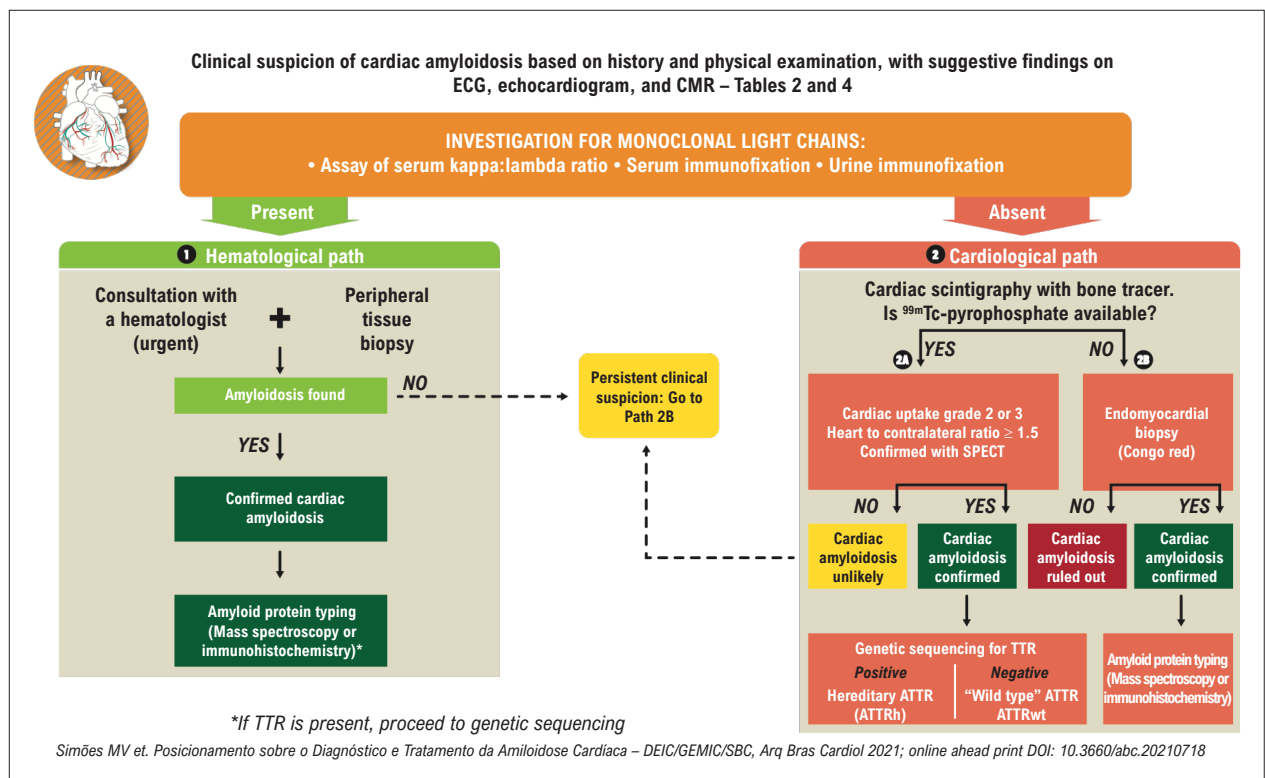 Clinical suspicion of cardiac amyloidosis based on history and physical examination, with suggestive findings on
ECG, echocardiogram, and CMR – Tables 2 and 4
INVESTIGATION FOR MONOCLONAL LIGHT CHAINS:
• Assay of serum kappa:lambda ratio • Serum immunofixation • Urine immunofixation
Present
Absent
1 Hematological path
Consultation with
a hematologist
(urgent)
+
Peripheral
tissue
biopsy
Amyloidosis found
NO
YES
Confirmed cardiac
amyloidosis
Amyloid protein typing
(Mass spectroscopy or
immunohistochemistry)*
Persistent clinical
suspicion: Go to
Path 2B
2 Cardiological path
Cardiac scintigraphy with bone tracer.
Is 99mTc-pyrophosphate available?
2A YES
NO 2B
Cardiac uptake grade 2 or 3
Heart to contralateral ratio ≥ 1.5
Confirmed with SPECT
Endomyocardial
biopsy
(Congo red)
NO
YES
NO
YES
Cardiac
amyloidosis
unlikely
Cardiac
amyloidosis
confirmed
Cardiac
amyloidosis
ruled out
Cardiac
amyloidosis
confirmed
Genetic sequencing for TTR
Positive
Hereditary ATTR
(ATTRh)
Negative
“Wild type” ATTR
ATTRwt
Amyloid protein typing
(Mass spectroscopy or
immunohistochemistry)
*If TTR is present, proceed to genetic sequencing
Simões MV et. Posicionamento sobre o Diagnóstico e Tratamento da Amiloidose Cardíaca – DEIC/GEMIC/SBC, Arq Bras Cardiol 2021; online ahead print DOI: 10.3660/abc.20210718